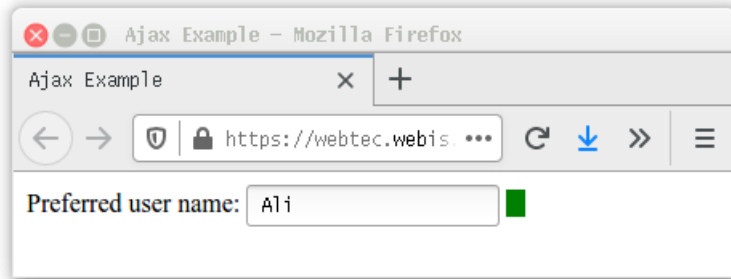 Ajax Example - Mozilla Firefox
Ajax Example
https://webtec.webis.
Preferred user name: Ali